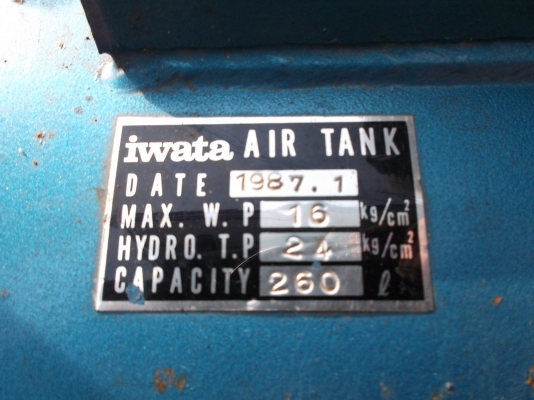 iwata AIR TANK
DATE 1987.1
MAX. W. P 16 kg/cm²
HYDRO. T.P 24 kg/cm²
CAPACITY 260 ℓ